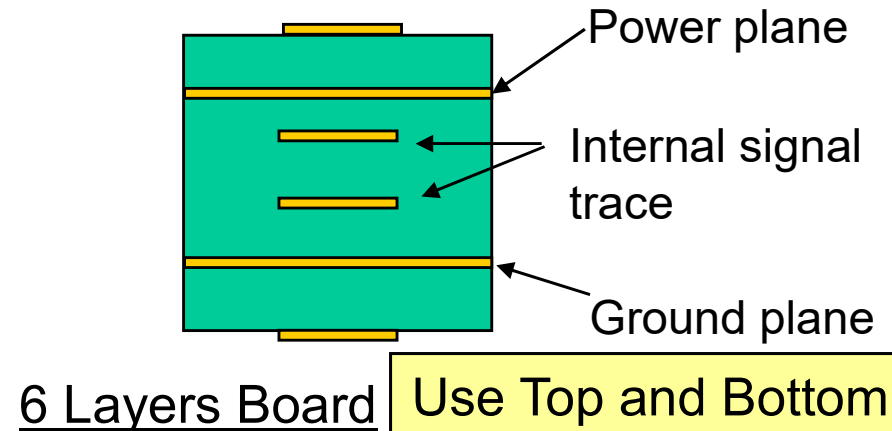 Power plane
Internal signal
trace
Ground plane
6 Layers Board
Use Top and Bottom